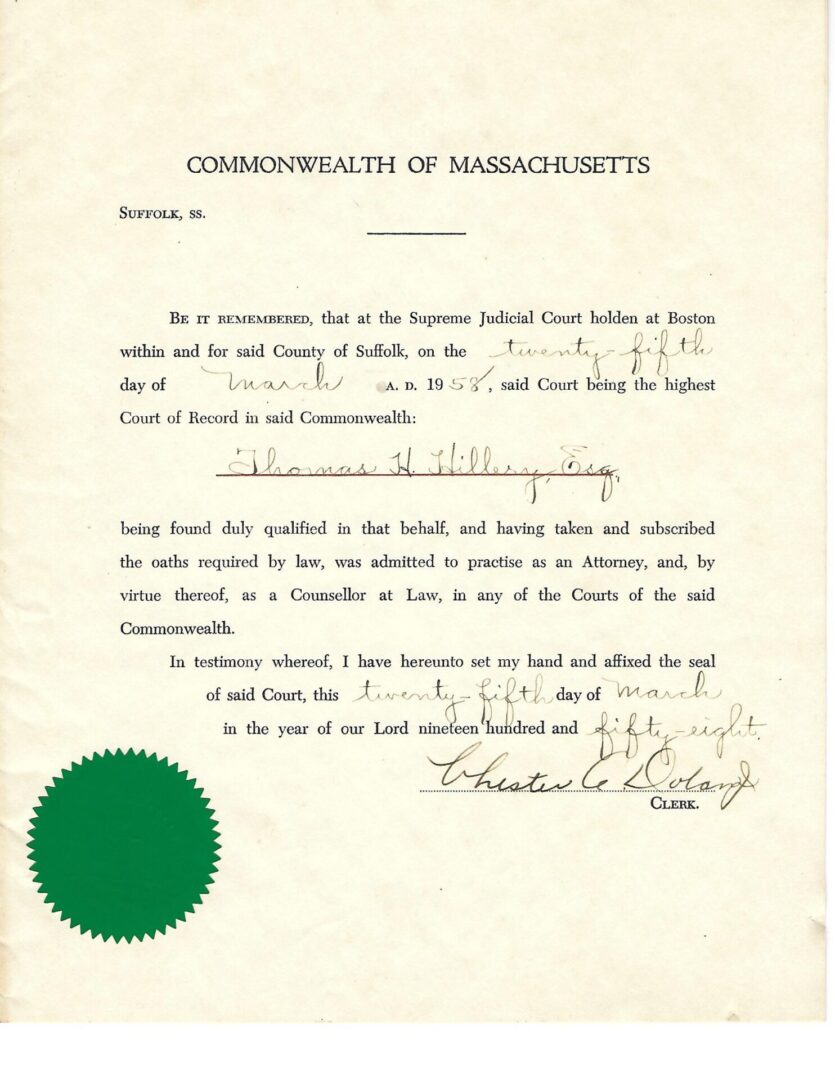 COMMONWEALTH OF MASSACHUSETTS
SUFFOLK, SS.
BE IT REMEMBERED, that at the Supreme Judicial Court holden at Boston
within and for said County of Suffolk, on the twenty-fifth
day of March A. D. 1958, said Court being the highest
Court of Record in said Commonwealth:
Thomas H. Hillery, Esq.
being found duly qualified in that behalf, and having taken and subscribed
the oaths required by law, was admitted to practise as an Attorney, and, by
virtue thereof, as a Counsellor at Law, in any of the Courts of the said
Commonwealth.
In testimony whereof, I have hereunto set my hand and affixed the seal
of said Court, this twenty-fifth day of March
in the year of our Lord nineteen hundred and fifty-eight.
Chester A. Dolan Jr
CLERK.